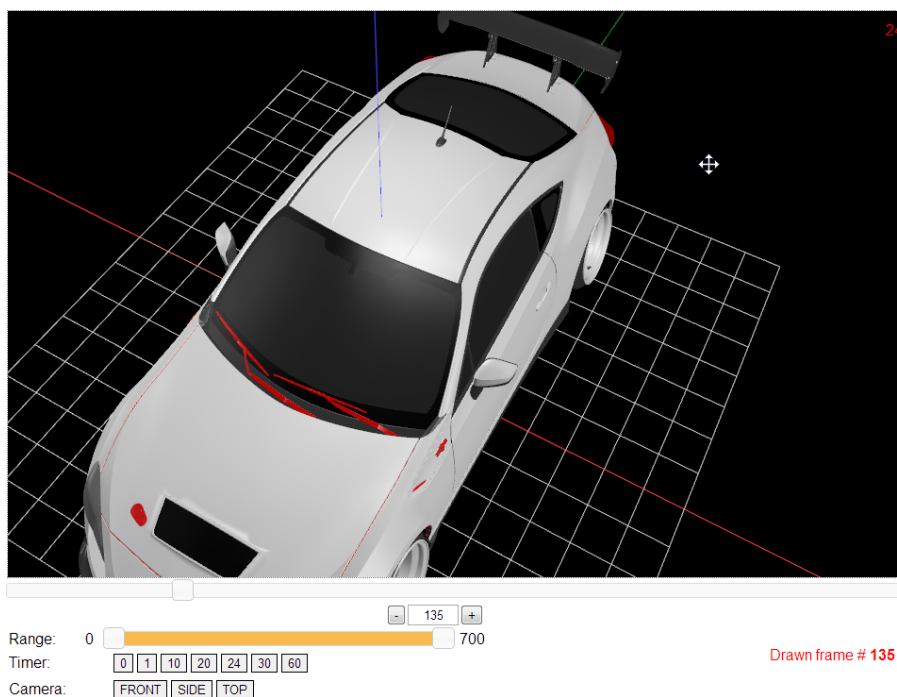 24
- 135 +
Range: 0 700
Timer: 0 1 10 20 24 30 60
Drawn frame # 135
Camera: FRONT SIDE TOP